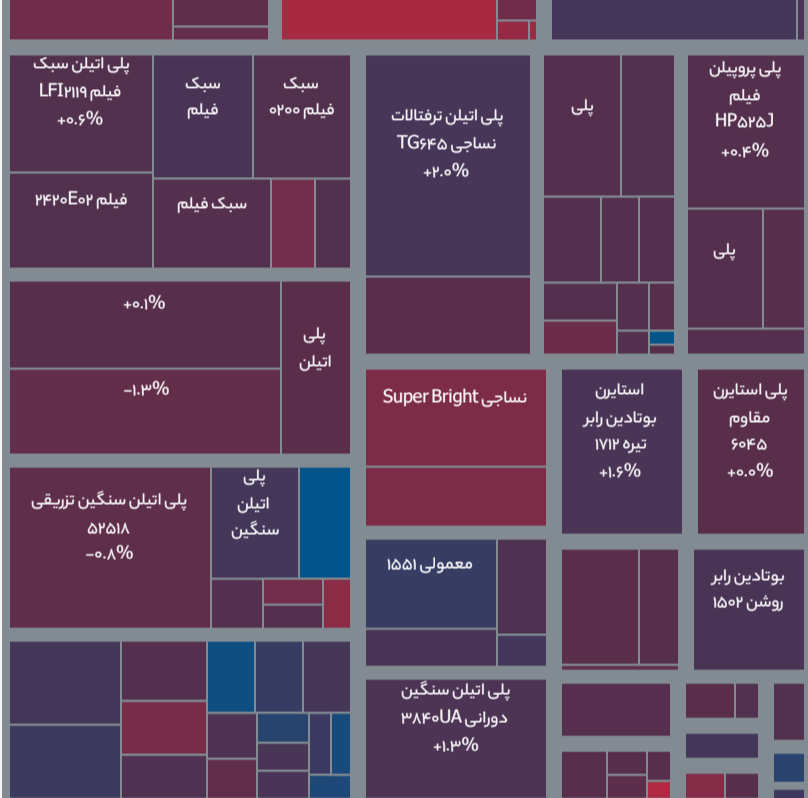 پلی اتیلن سبک
فیلم LFI۲۱۱۹
+۰.۶%
سبک
فیلم
سبک
فیلم ۰۲۰۰
فیلم ۲۴۲۰E۰۲
سبک فیلم
پلی اتیلن ترفتالات
نساجی TG۶۴۵
+۲.۰%
پلی
پلی پروپیلن
فیلم
HP۵۲۵J
+۰.۴%
پلی
+۰.۱%
-۱.۳%
پلی
اتیلن
نساجی Super Bright
استایرن
بوتادین رابر
تیره ۱۷۱۲
+۱.۶%
پلی استایرن
مقاوم
۶۰۴۵
+۰.۰%
پلی اتیلن سنگین تزریقی
۵۲۵۱۸
-۰.۸%
پلی
اتیلن
سنگین
معمولی ۱۵۵۱
بوتادین رابر
روشن ۱۵۰۲
پلی اتیلن سنگین
دورانی ۳۸۴۰UA
+۱.۳%